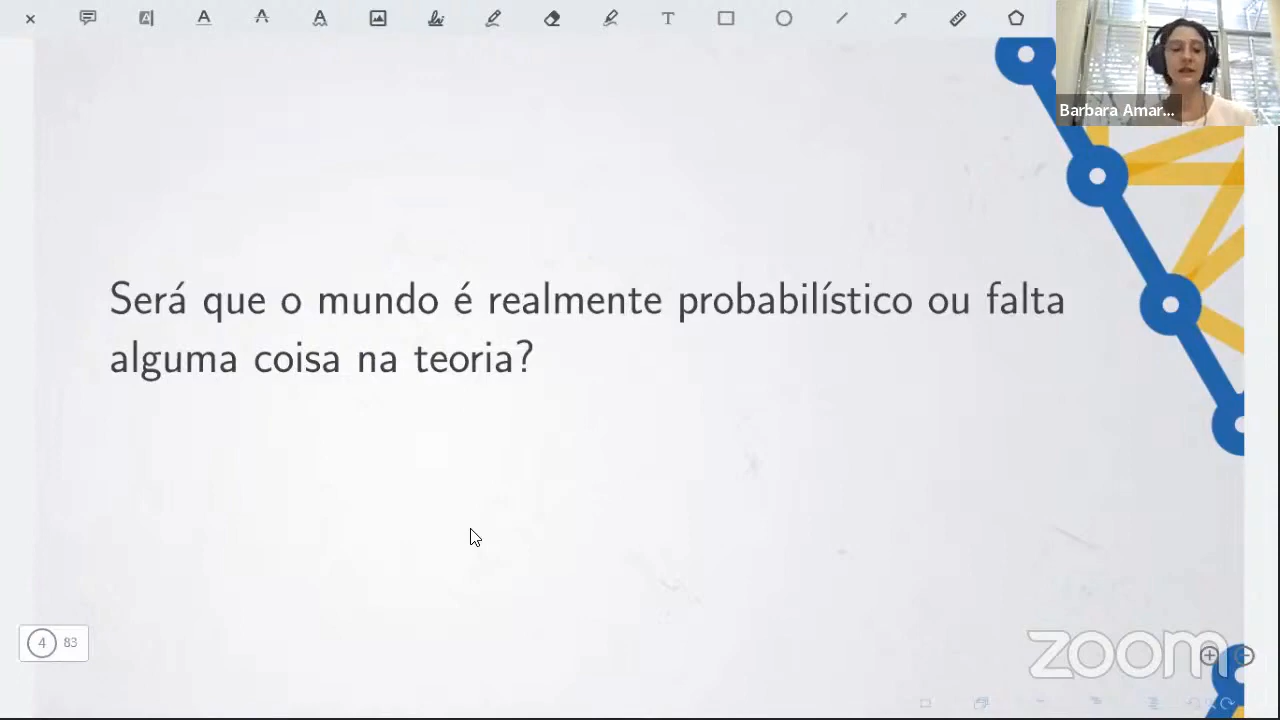 Barbara Amar...
Será que o mundo é realmente probabilístico ou falta
alguma coisa na teoria?
4 83
zoom